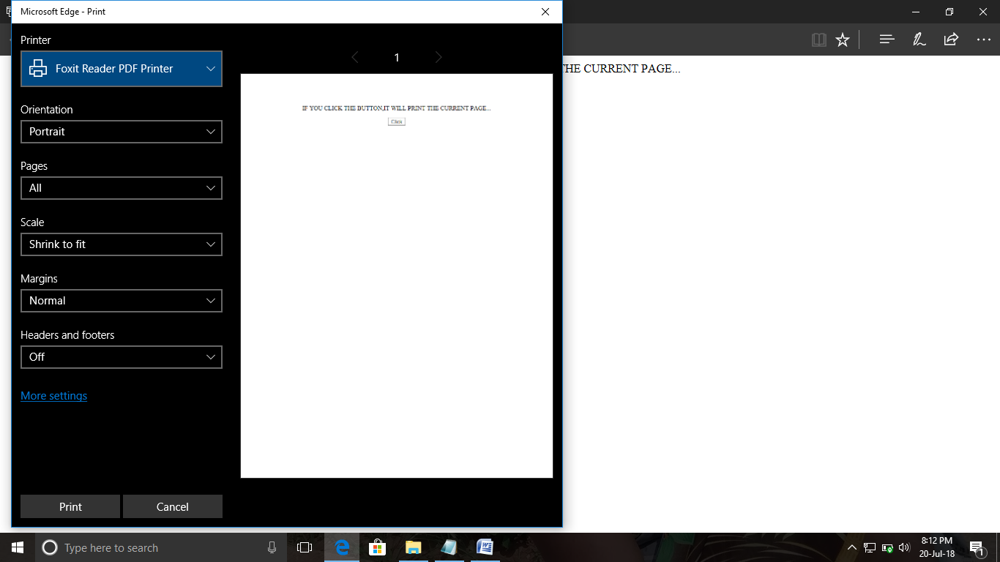 Microsoft Edge - Print
Printer
Foxit Reader PDF Printer
Orientation
Portrait
Pages
All
Scale
Shrink to fit
Margins
Normal
Headers and footers
Off
More settings
Print
Cancel
1
IF YOU CLICK THE BUTTON,IT WILL PRINT THE CURRENT PAGE...
Click
THE CURRENT PAGE...
Type here to search
8:12 PM
20-Jul-18
1